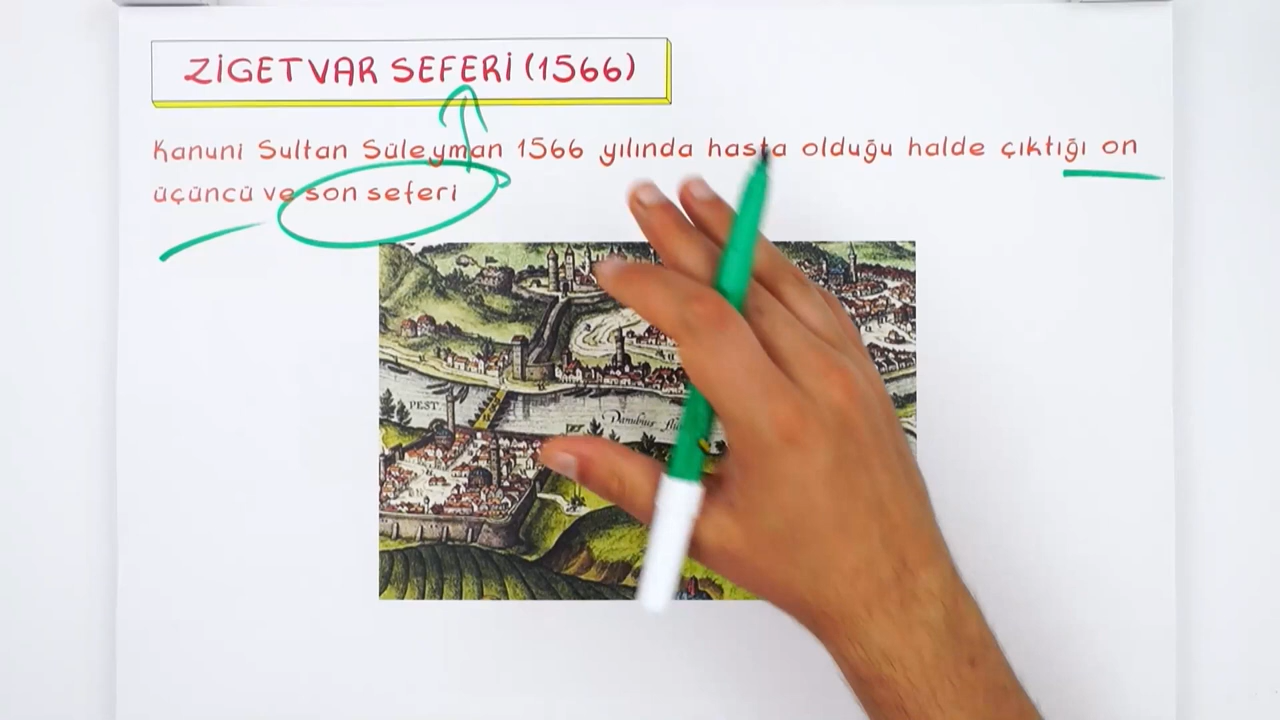 ZİGETVAR SEFERİ (1566)
Kanuni Sultan Süleyman 1566 yılında hasta olduğu halde çıktığı on
üçüncü ve son seferi
PEST
Danubius